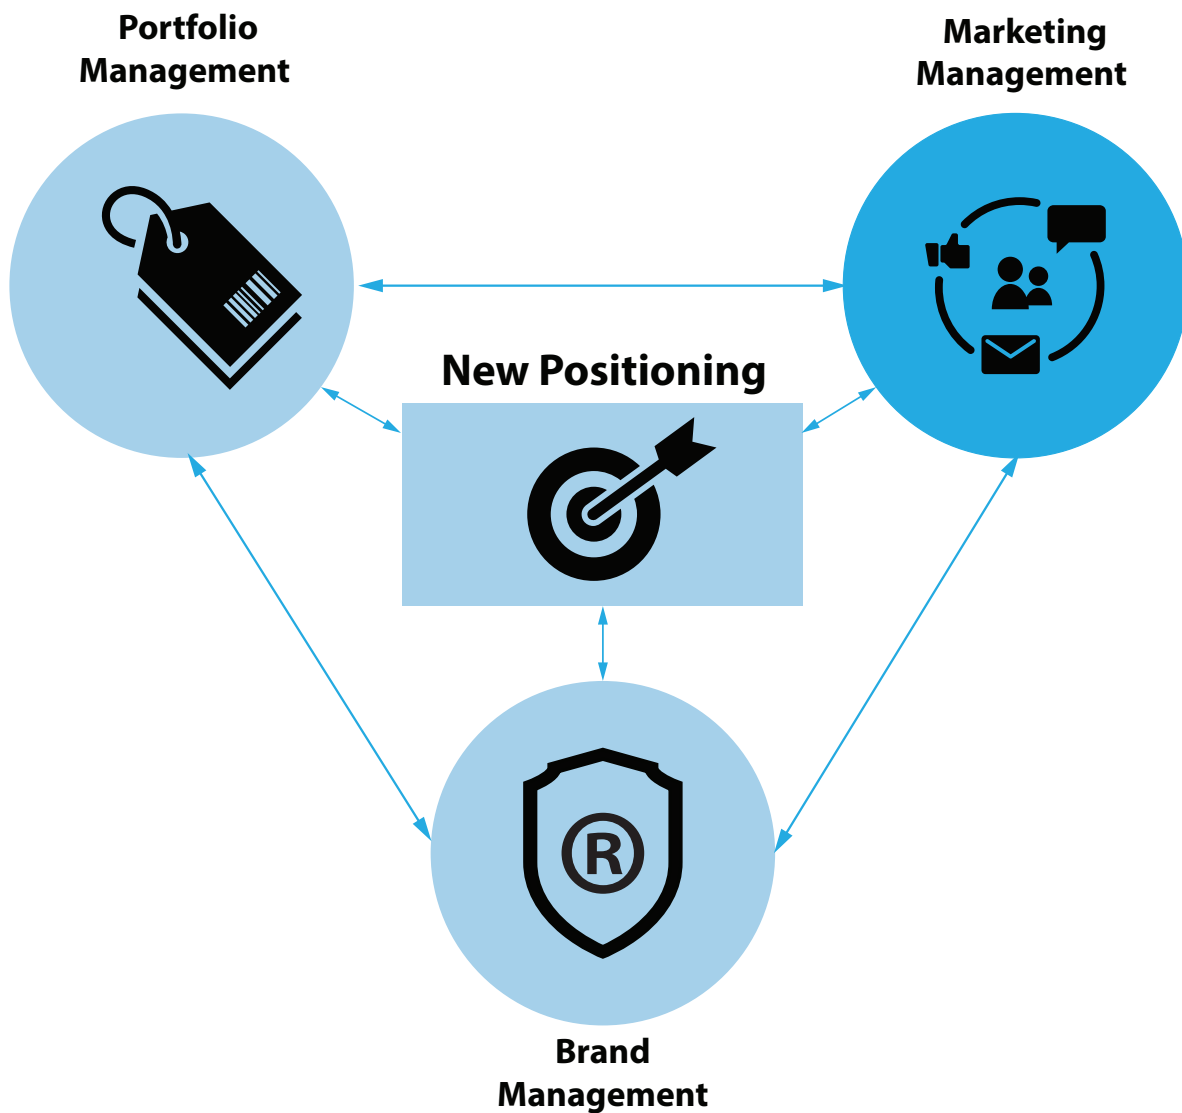 Portfolio
Management
Marketing
Management
New Positioning
®
Brand
Management